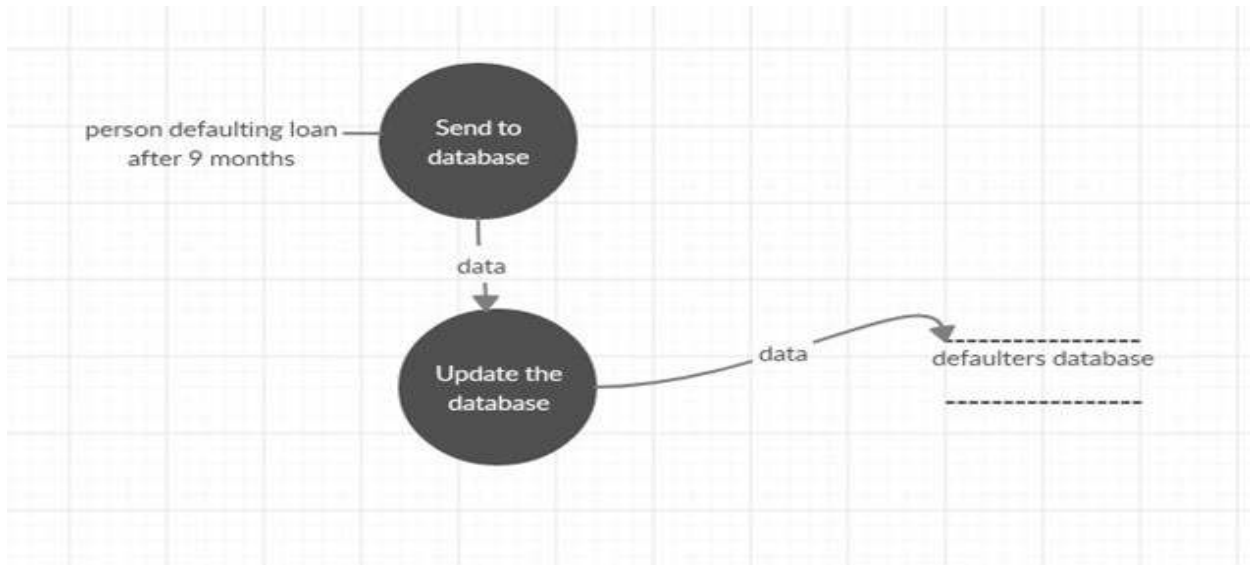 Send to
database
person defaulting loan
after 9 months
data
Update the
database
data
defaulters database